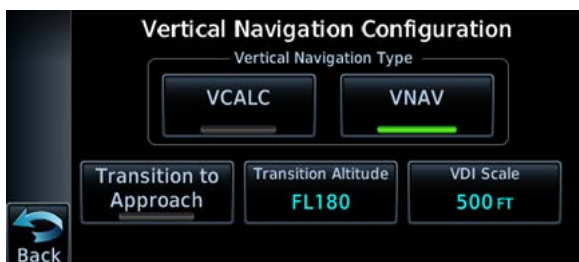 Vertical Navigation Configuration
Vertical Navigation Type
VCALC
VNAV
Transition to
Approach
Transition Altitude
FL180
VDI Scale
500 FT
Back